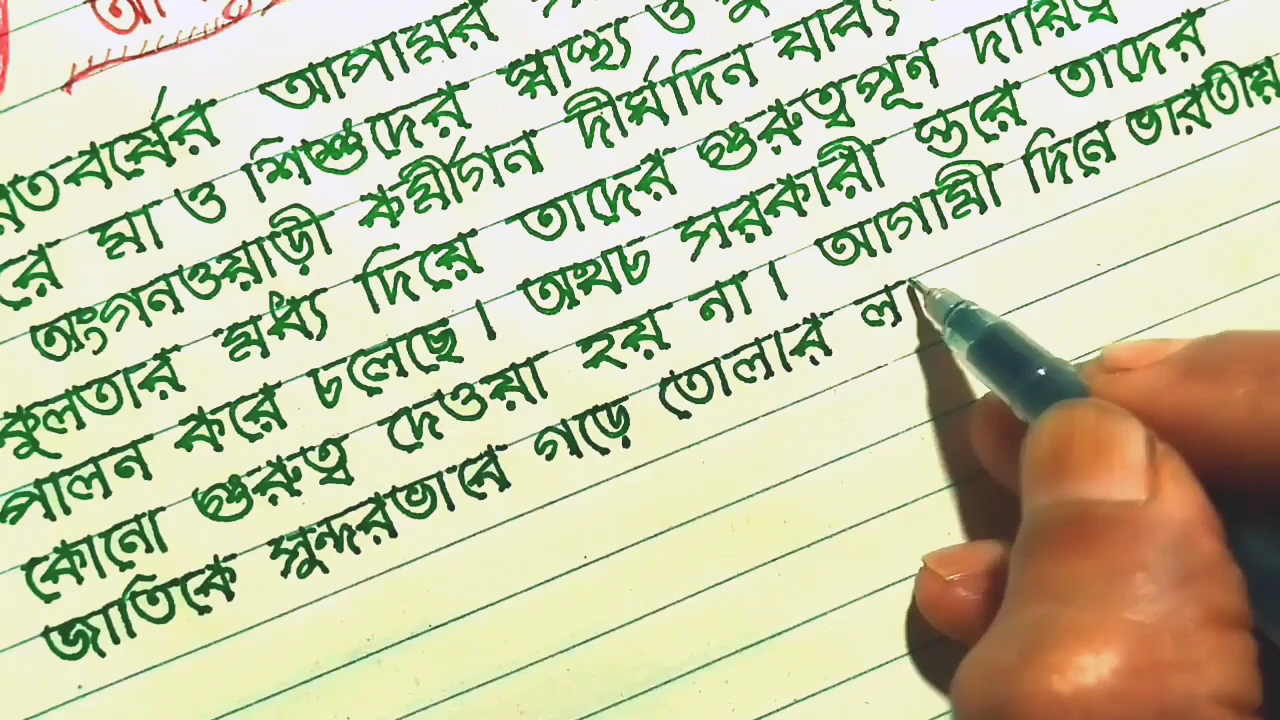 রতবর্ষের আপামর
রে মা ও শিশুদের স্বাস্থ্য ও
অংগনওয়াড়ী কর্মীগন দীর্ঘদিন যাবৎ
কুলতার মধ্য দিয়ে তাদের গুরুত্বপূর্ণ দায়িত্ব
পালন করে চলেছে। অথচ সরকারী স্তরে তাদের
কোনো গুরুত্ব দেওয়া হয় না। আগামী দিনে ভারতীয়
জাতিকে সুন্দরভাবে গড়ে তোলার ল